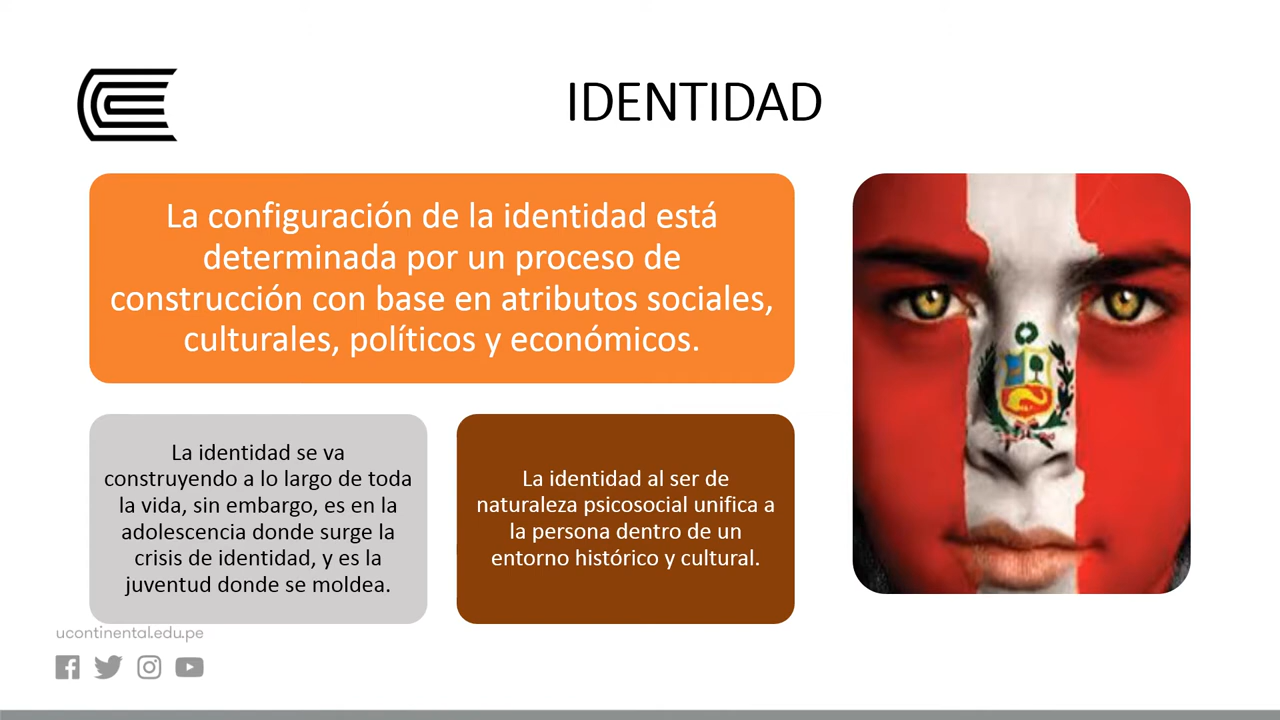 IDENTIDAD
La configuración de la identidad está
determinada por un proceso de
construcción con base en atributos sociales,
culturales, políticos y económicos.
La identidad se va
construyendo a lo largo de toda
la vida, sin embargo, es en la
adolescencia donde surge la
crisis de identidad, y es la
juventud donde se moldea.
La identidad al ser de
naturaleza psicosocial unifica a
la persona dentro de un
entorno histórico y cultural.
ucontinental.edu.pe